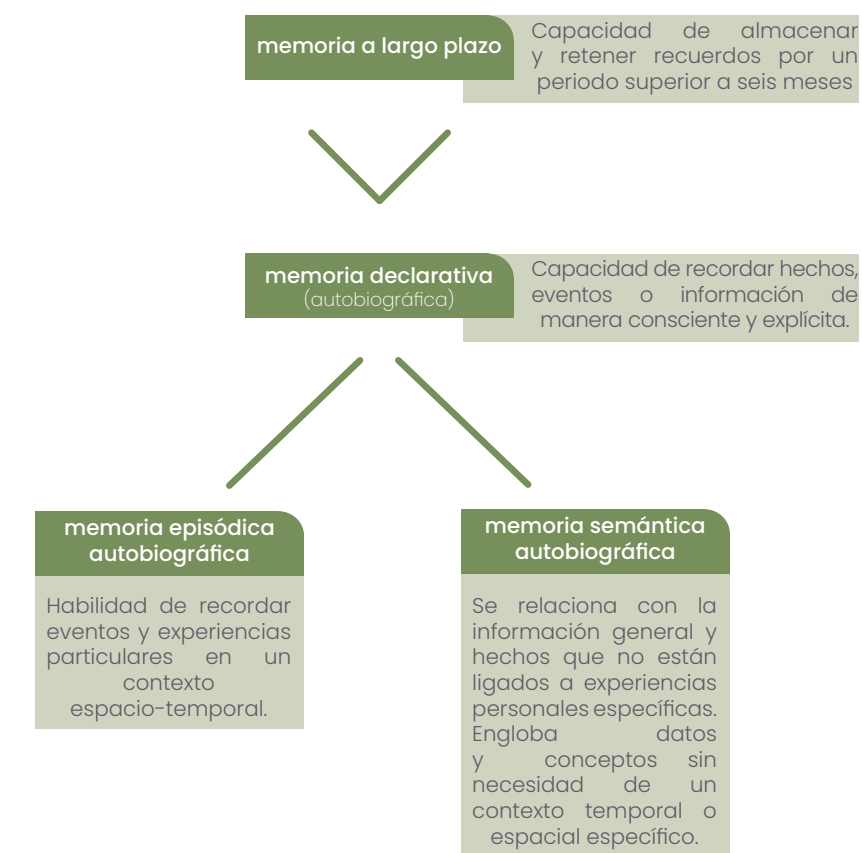 memoria a largo plazo
Capacidad de almacenar
y retener recuerdos por un
periodo superior a seis meses
memoria declarativa
(autobiográfica)
Capacidad de recordar hechos,
eventos o información de
manera consciente y explícita.
memoria episódica
autobiográfica
Habilidad de recordar
eventos y experiencias
particulares en un
contexto
espacio-temporal.
memoria semántica
autobiográfica
Se relaciona con la
información general y
hechos que no están
ligados a experiencias
personales específicas.
Engloba datos
y conceptos sin
necesidad de un
contexto temporal o
espacial específico.